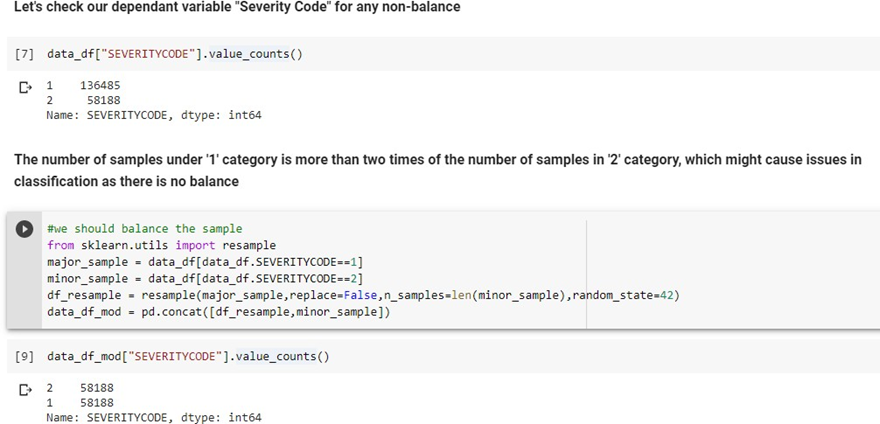 Let's check our dependant variable "Severity Code" for any non-balance
[7] data_df["SEVERITYCODE"].value_counts()
1    136485
2     58188
Name: SEVERITYCODE, dtype: int64
The number of samples under '1' category is more than two times of the number of samples in '2' category, which might cause issues in
classification as there is no balance
#we should balance the sample
from sklearn.utils import resample
major_sample = data_df[data_df.SEVERITYCODE==1]
minor_sample = data_df[data_df.SEVERITYCODE==2]
df_resample = resample(major_sample,replace=False,n_samples=len(minor_sample),random_state=42)
data_df_mod = pd.concat([df_resample,minor_sample])
[9] data_df_mod["SEVERITYCODE"].value_counts()
2    58188
1    58188
Name: SEVERITYCODE, dtype: int64